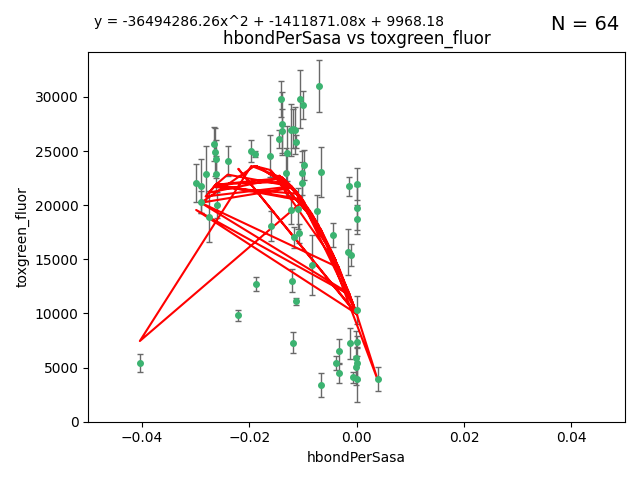 y = -36494286.26x^2 + -1411871.08x + 9968.18
N = 64
hbondPerSasa vs toxgreen_fluor
30000
25000
20000
15000
10000
5000
0
toxgreen_fluor
−0.04
−0.02
0.00
0.02
0.04
hbondPerSasa